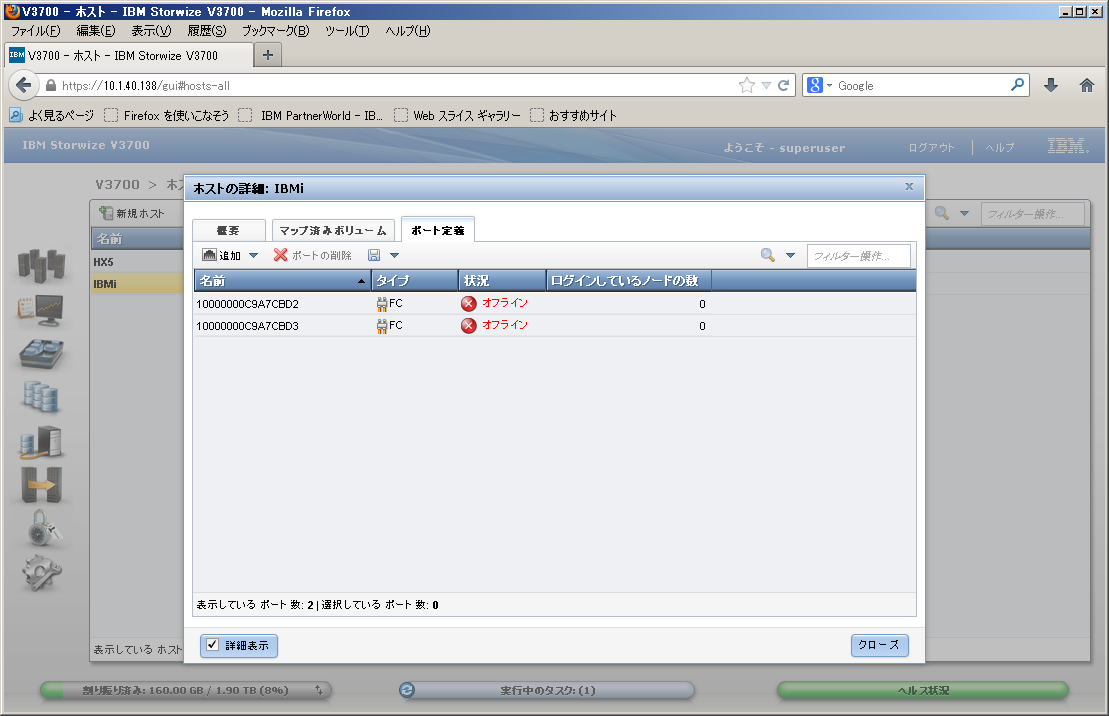 V3700 - ホスト - IBM Storwize V3700 - Mozilla Firefox
ファイル(F) 編集(E) 表示(V) 履歴(S) ブックマーク(B) ツール(T) ヘルプ(H)
IBM V3700 - ホスト - IBM Storwize V3700 +
https://10.1.40.138/gui#hosts-all 8 Google
よく見るページ Firefox を使いこなそう IBM PartnerWorld - IB... Web スライス ギャラリー おすすめサイト
IBM Storwize V3700 ようこそ - superuser ログアウト ヘルプ IBM.
V3700 > ホス
ホストの詳細: IBMi x
新規ホスト フィルター操作...
概要 マップ済みボリューム ポート定義
名前
追加 ポートの削除 フィルター操作...
HX5
IBMi
名前 タイプ 状況 ログインしているノードの数
10000000C9A7CBD2 FC オフライン 0
10000000C9A7CBD3 FC オフライン 0
表示している ポート 数: 2 | 選択している ポート 数: 0
表示している ホスト
詳細表示 クローズ
割り振り済み: 160.00 GB / 1.90 TB (8%) 実行中のタスク: (1) ヘルス状況